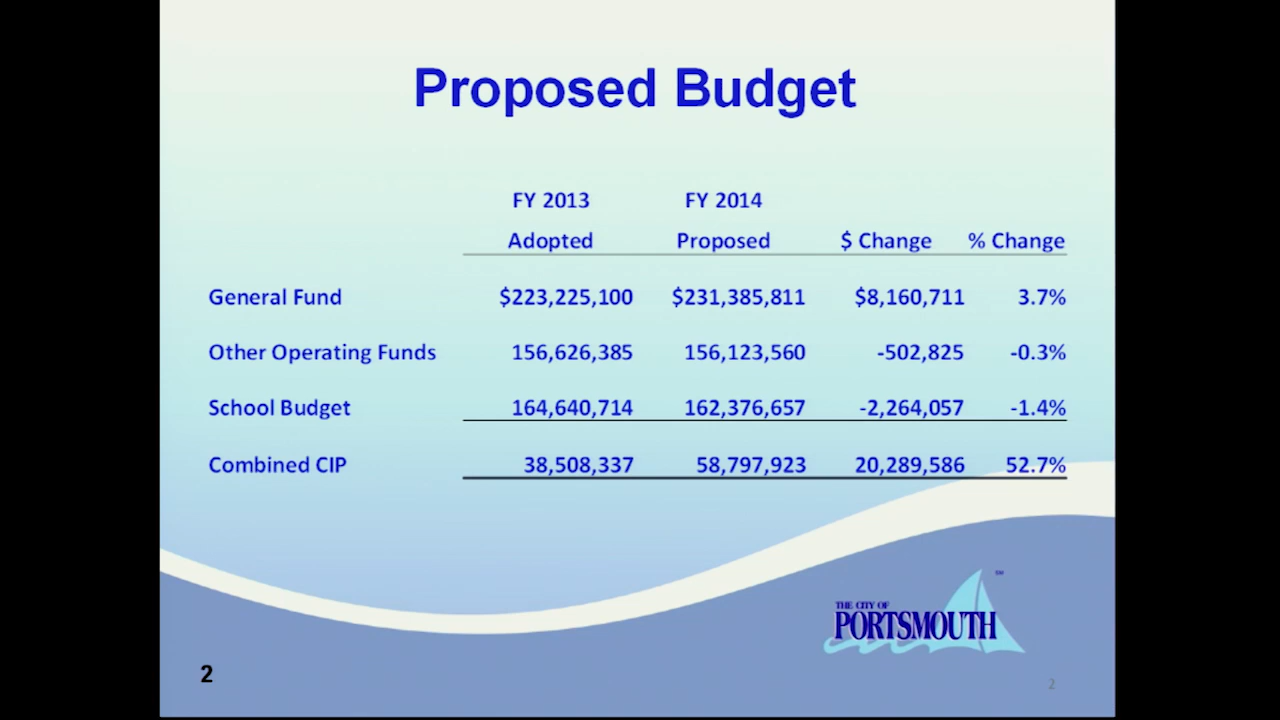 Proposed Budget
FY 2013 FY 2014
Adopted Proposed $ Change % Change
General Fund $223,225,100 $231,385,811 $8,160,711 3.7%
Other Operating Funds 156,626,385 156,123,560 -502,825 -0.3%
School Budget 164,640,714 162,376,657 -2,264,057 -1.4%
Combined CIP 38,508,337 58,797,923 20,289,586 52.7%
THE CITY OF
PORTSMOUTH
2
2